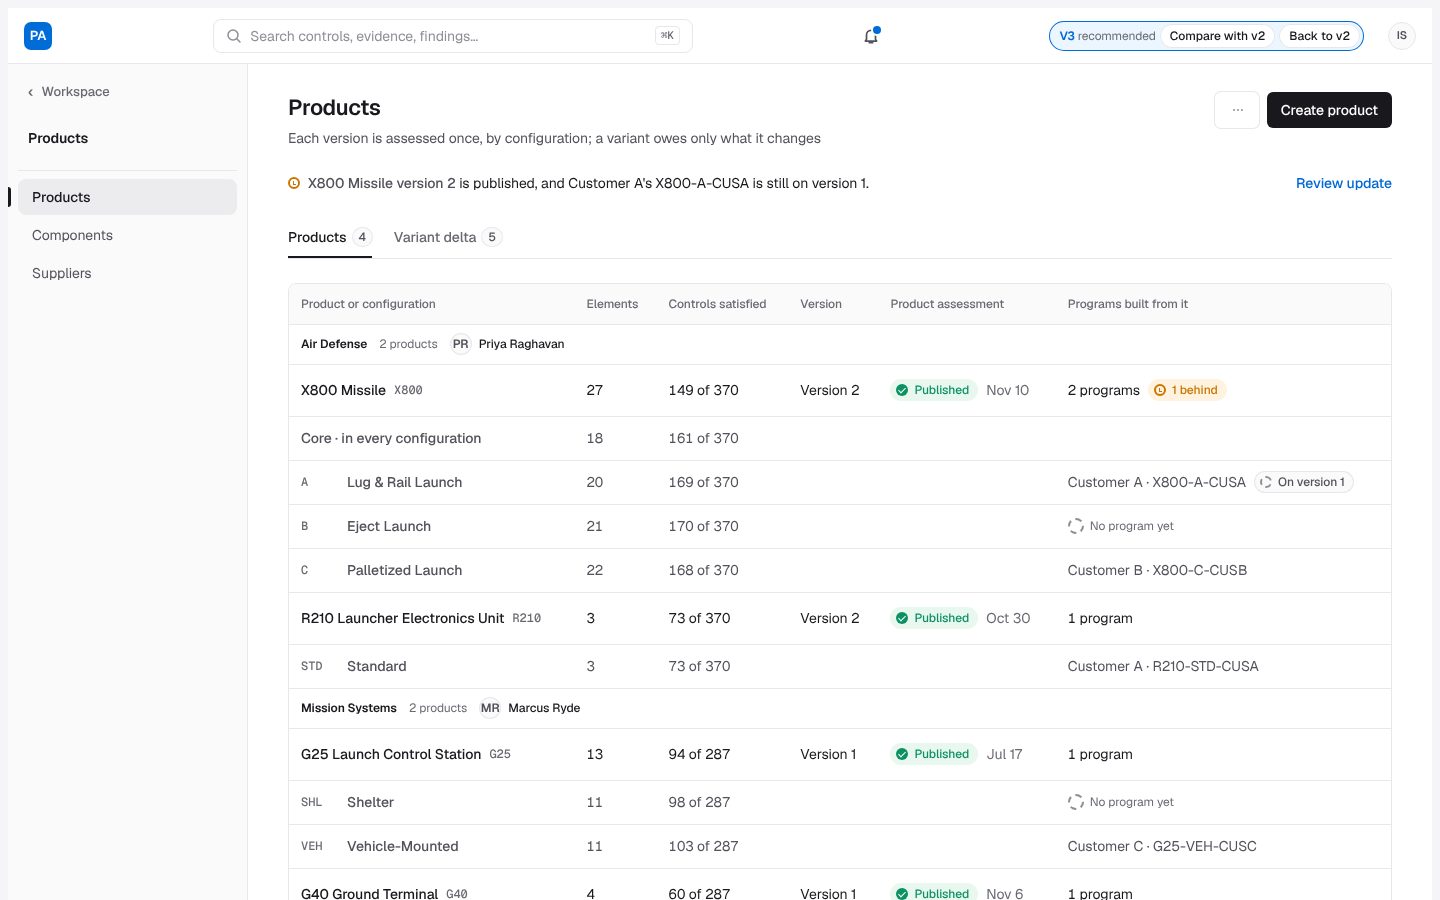 PA
Search controls, evidence, findings...
⌘K
V3 recommended
Compare with v2
Back to v2
IS
‹ Workspace
Products
Products
Components
Suppliers
Products
···
Create product
Each version is assessed once, by configuration; a variant owes only what it changes
X800 Missile version 2 is published, and Customer A's X800-A-CUSA is still on version 1.
Review update
Products 4
Variant delta 5
Product or configuration Elements Controls satisfied Version Product assessment Programs built from it
Air Defense 2 products PR Priya Raghavan
X800 Missile X800 27 149 of 370 Version 2 Published Nov 10 2 programs 1 behind
Core · in every configuration 18 161 of 370
A Lug & Rail Launch 20 169 of 370 Customer A · X800-A-CUSA On version 1
B Eject Launch 21 170 of 370 No program yet
C Palletized Launch 22 168 of 370 Customer B · X800-C-CUSB
R210 Launcher Electronics Unit R210 3 73 of 370 Version 2 Published Oct 30 1 program
STD Standard 3 73 of 370 Customer A · R210-STD-CUSA
Mission Systems 2 products MR Marcus Ryde
G25 Launch Control Station G25 13 94 of 287 Version 1 Published Jul 17 1 program
SHL Shelter 11 98 of 287 No program yet
VEH Vehicle-Mounted 11 103 of 287 Customer C · G25-VEH-CUSC
G40 Ground Terminal G40 4 60 of 287 Version 1 Published Nov 6 1 program